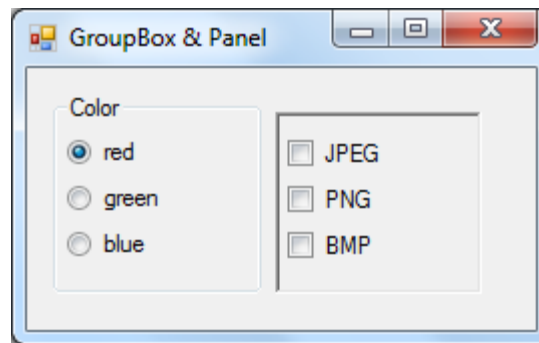 GroupBox & Panel
Color
red
green
blue
JPEG
PNG
BMP